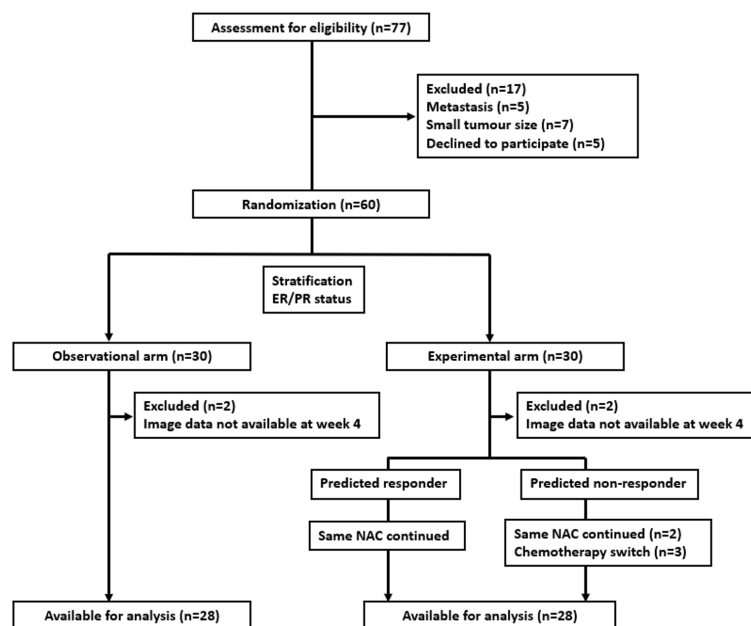 Assessment for eligibility (n=77)
Excluded (n=17)
Metastasis (n=5)
Small tumour size (n=7)
Declined to participate (n=5)
Randomization (n=60)
Stratification
ER/PR status
Observational arm (n=30)
Experimental arm (n=30)
Excluded (n=2)
Image data not available at week 4
Excluded (n=2)
Image data not available at week 4
Predicted responder
Predicted non-responder
Same NAC continued
Same NAC continued (n=2)
Chemotherapy switch (n=3)
Available for analysis (n=28)
Available for analysis (n=28)